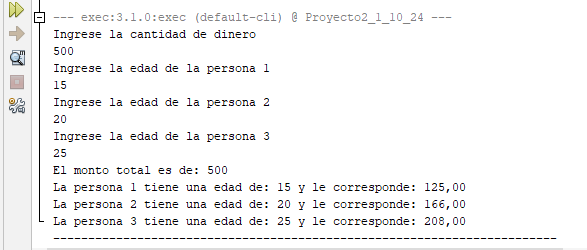 --- exec:3.1.0:exec (default-cli) @ Proyecto2_1_10_24 ---
Ingrese la cantidad de dinero
500
Ingrese la edad de la persona 1
15
Ingrese la edad de la persona 2
20
Ingrese la edad de la persona 3
25
El monto total es de: 500
La persona 1 tiene una edad de: 15 y le corresponde: 125,00
La persona 2 tiene una edad de: 20 y le corresponde: 166,00
La persona 3 tiene una edad de: 25 y le corresponde: 208,00
------------------------------------------------------------------------